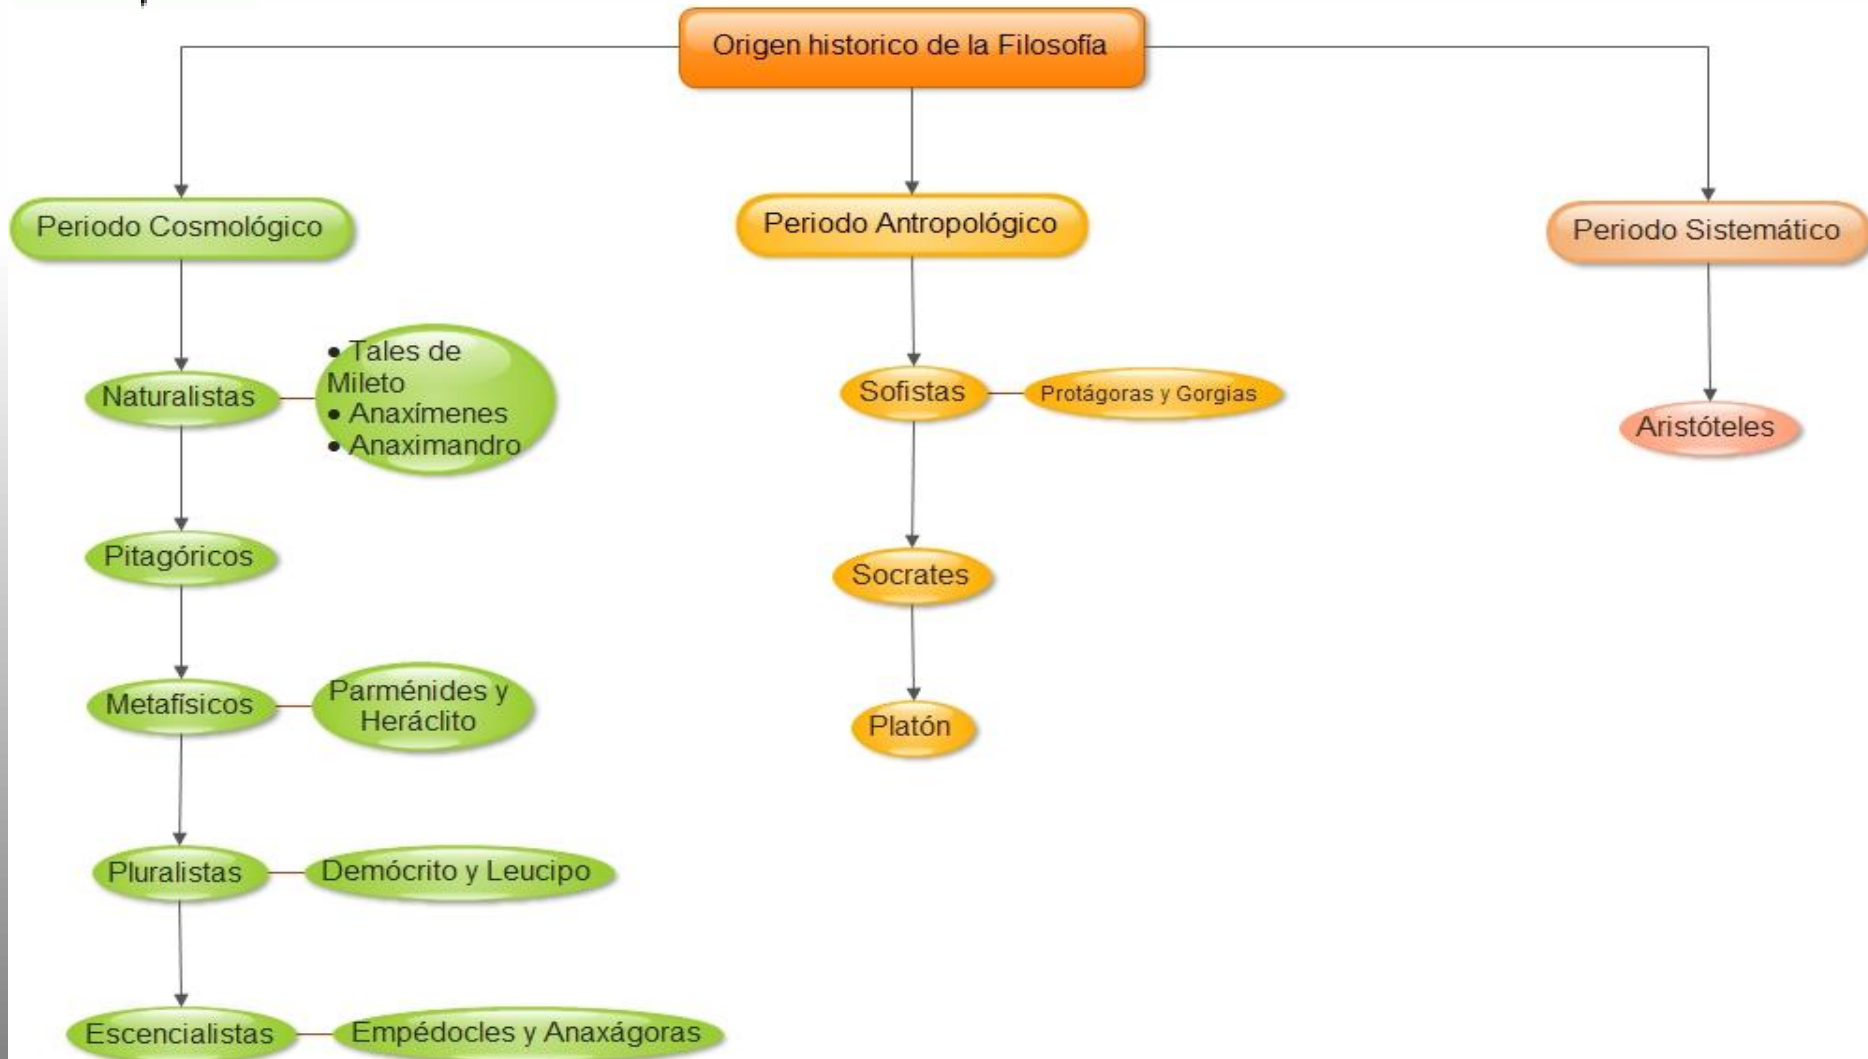 Origen historico de la Filosofía
Periodo Cosmológico
Periodo Antropológico
Periodo Sistemático
Naturalistas
• Tales de
Mileto
• Anaxímenes
• Anaximandro
Sofistas
Protágoras y Gorgias
Aristóteles
Pitagóricos
Socrates
Metafísicos
Parménides y
Heráclito
Platón
Pluralistas
Demócrito y Leucipo
Escencialistas
Empédocles y Anaxágoras